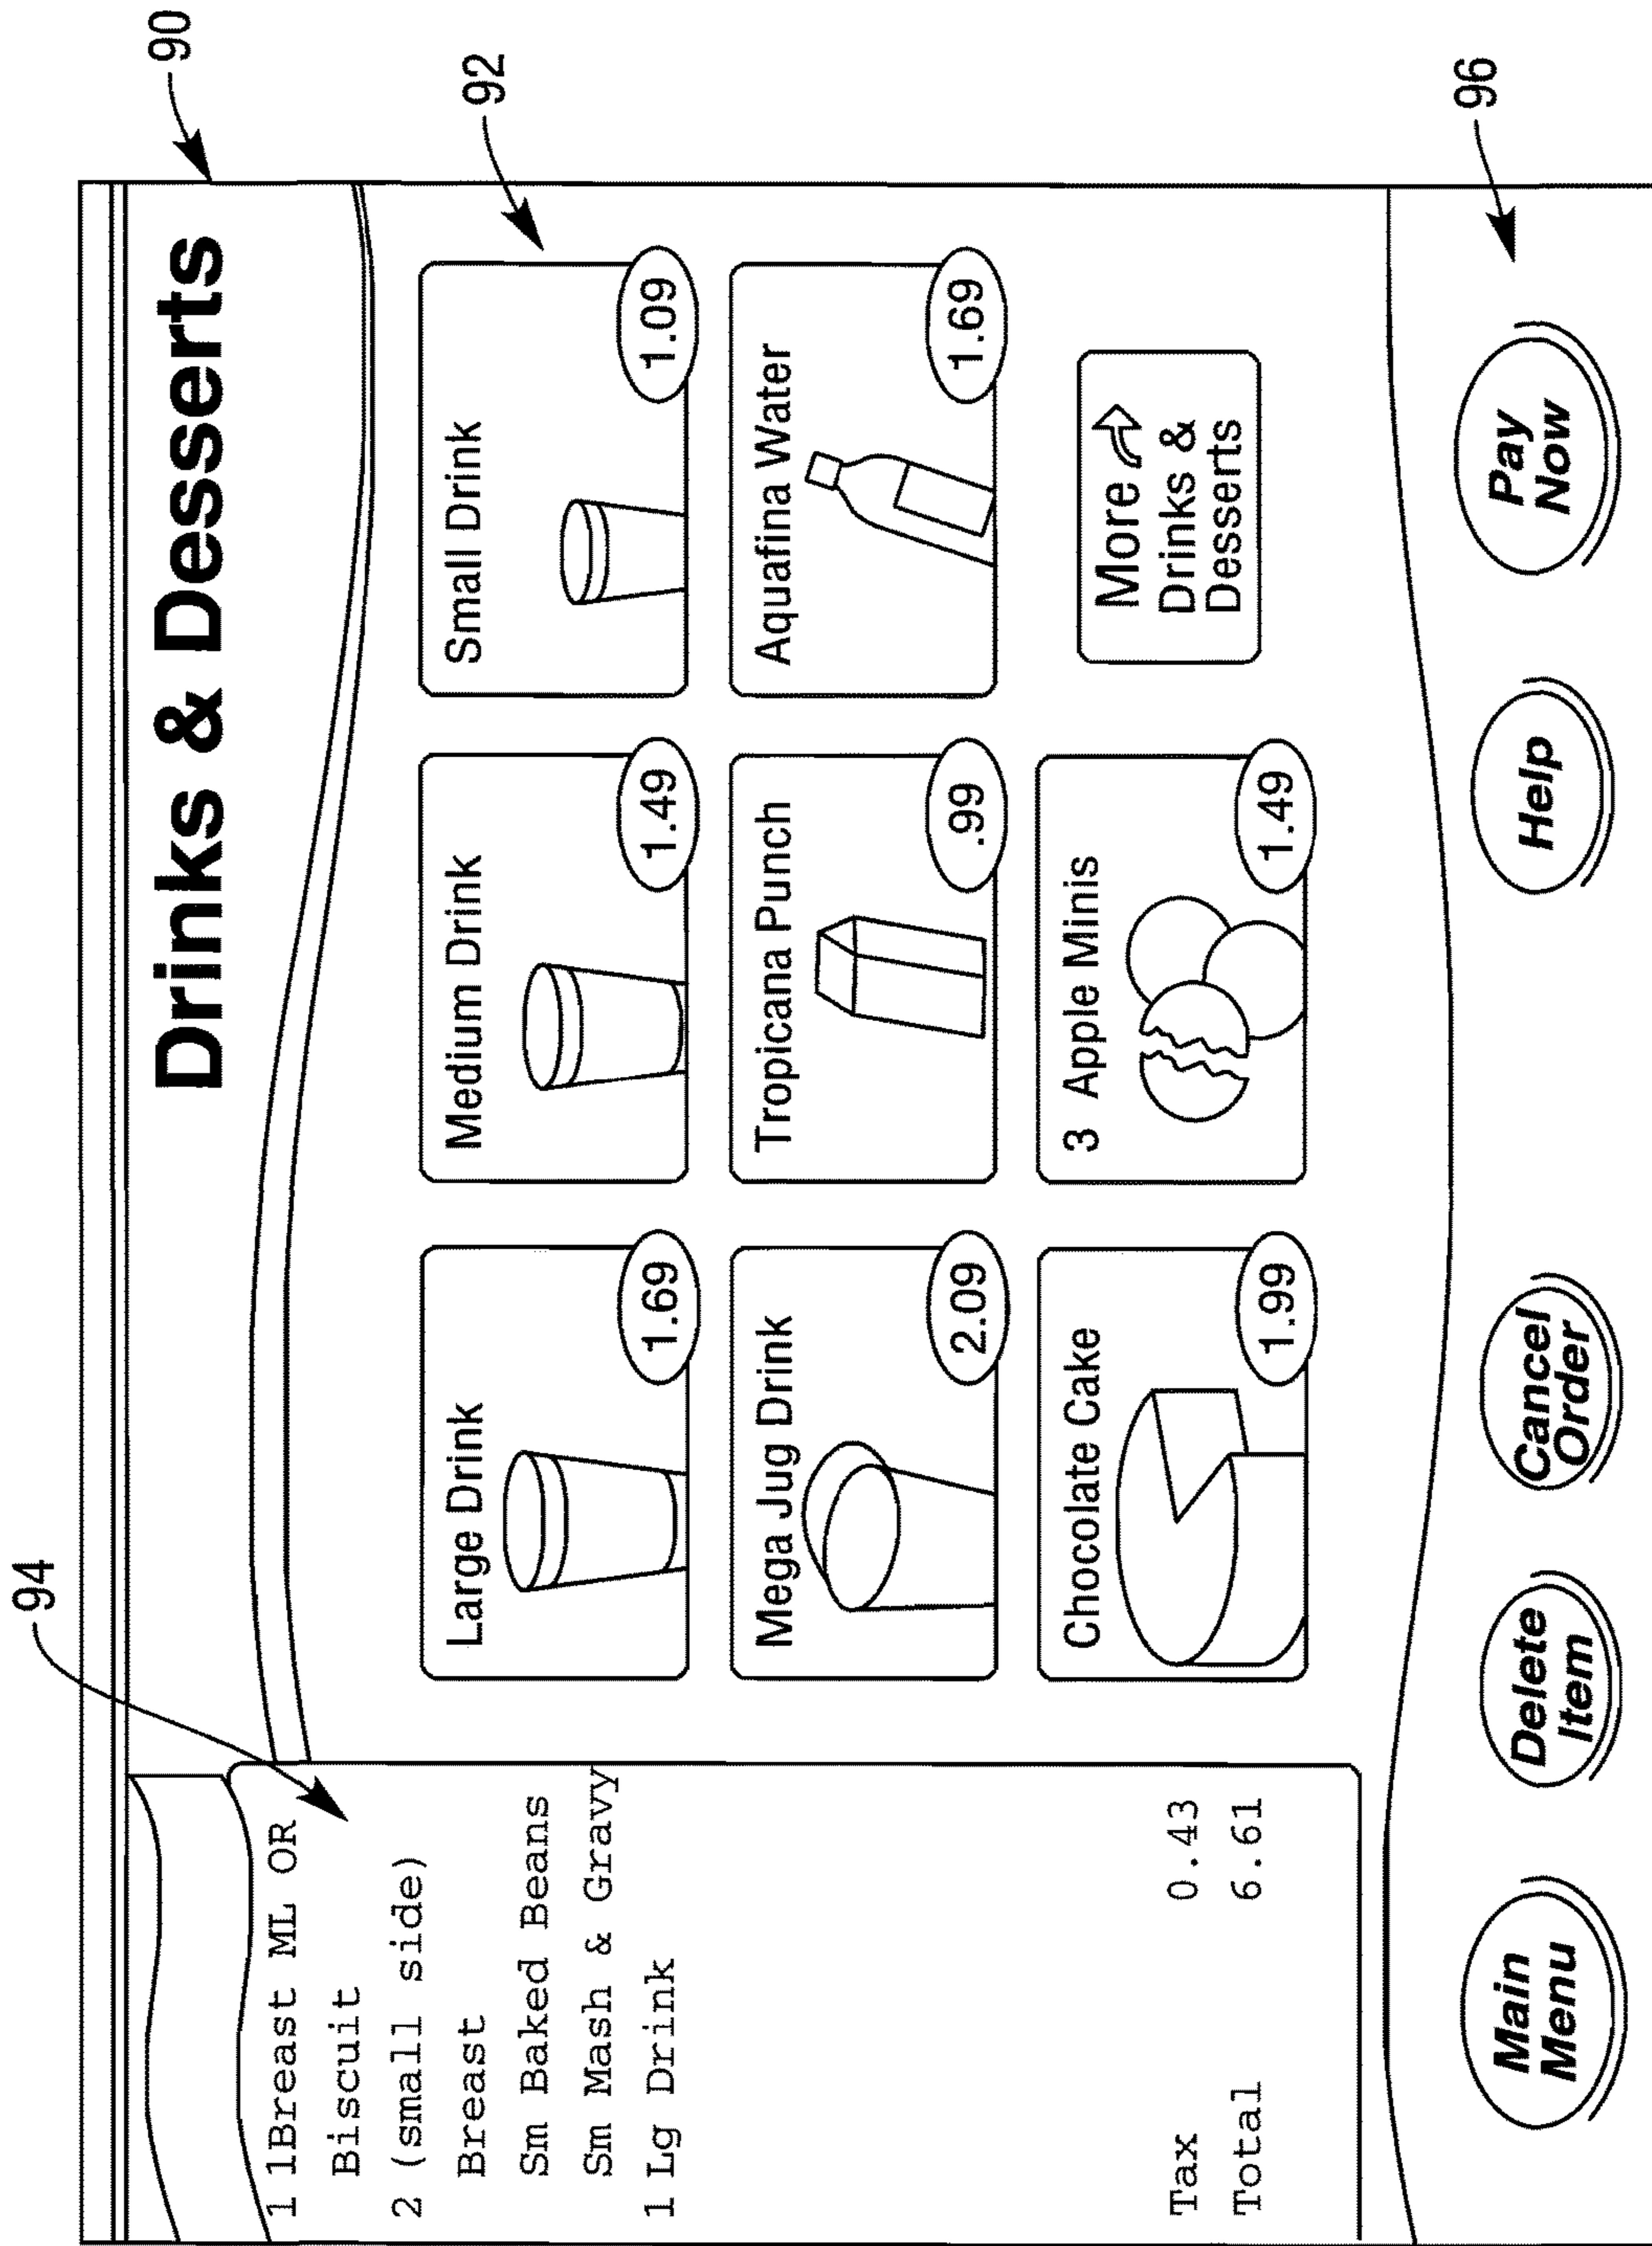 90
Drinks & Desserts
94
92
1 1Breast ML OR
Biscuit
2 (small side)
Breast
Sm Baked Beans
Sm Mash & Gravy
1 Lg Drink
Tax 0.43
Total 6.61
Large Drink
1.69
Medium Drink
1.49
Small Drink
1.09
Mega Jug Drink
2.09
Tropicana Punch
.99
Aquafina Water
1.69
Chocolate Cake
1.99
3 Apple Minis
1.49
More
Drinks &
Desserts
96
Main
Menu
Delete
Item
Cancel
Order
Help
Pay
Now